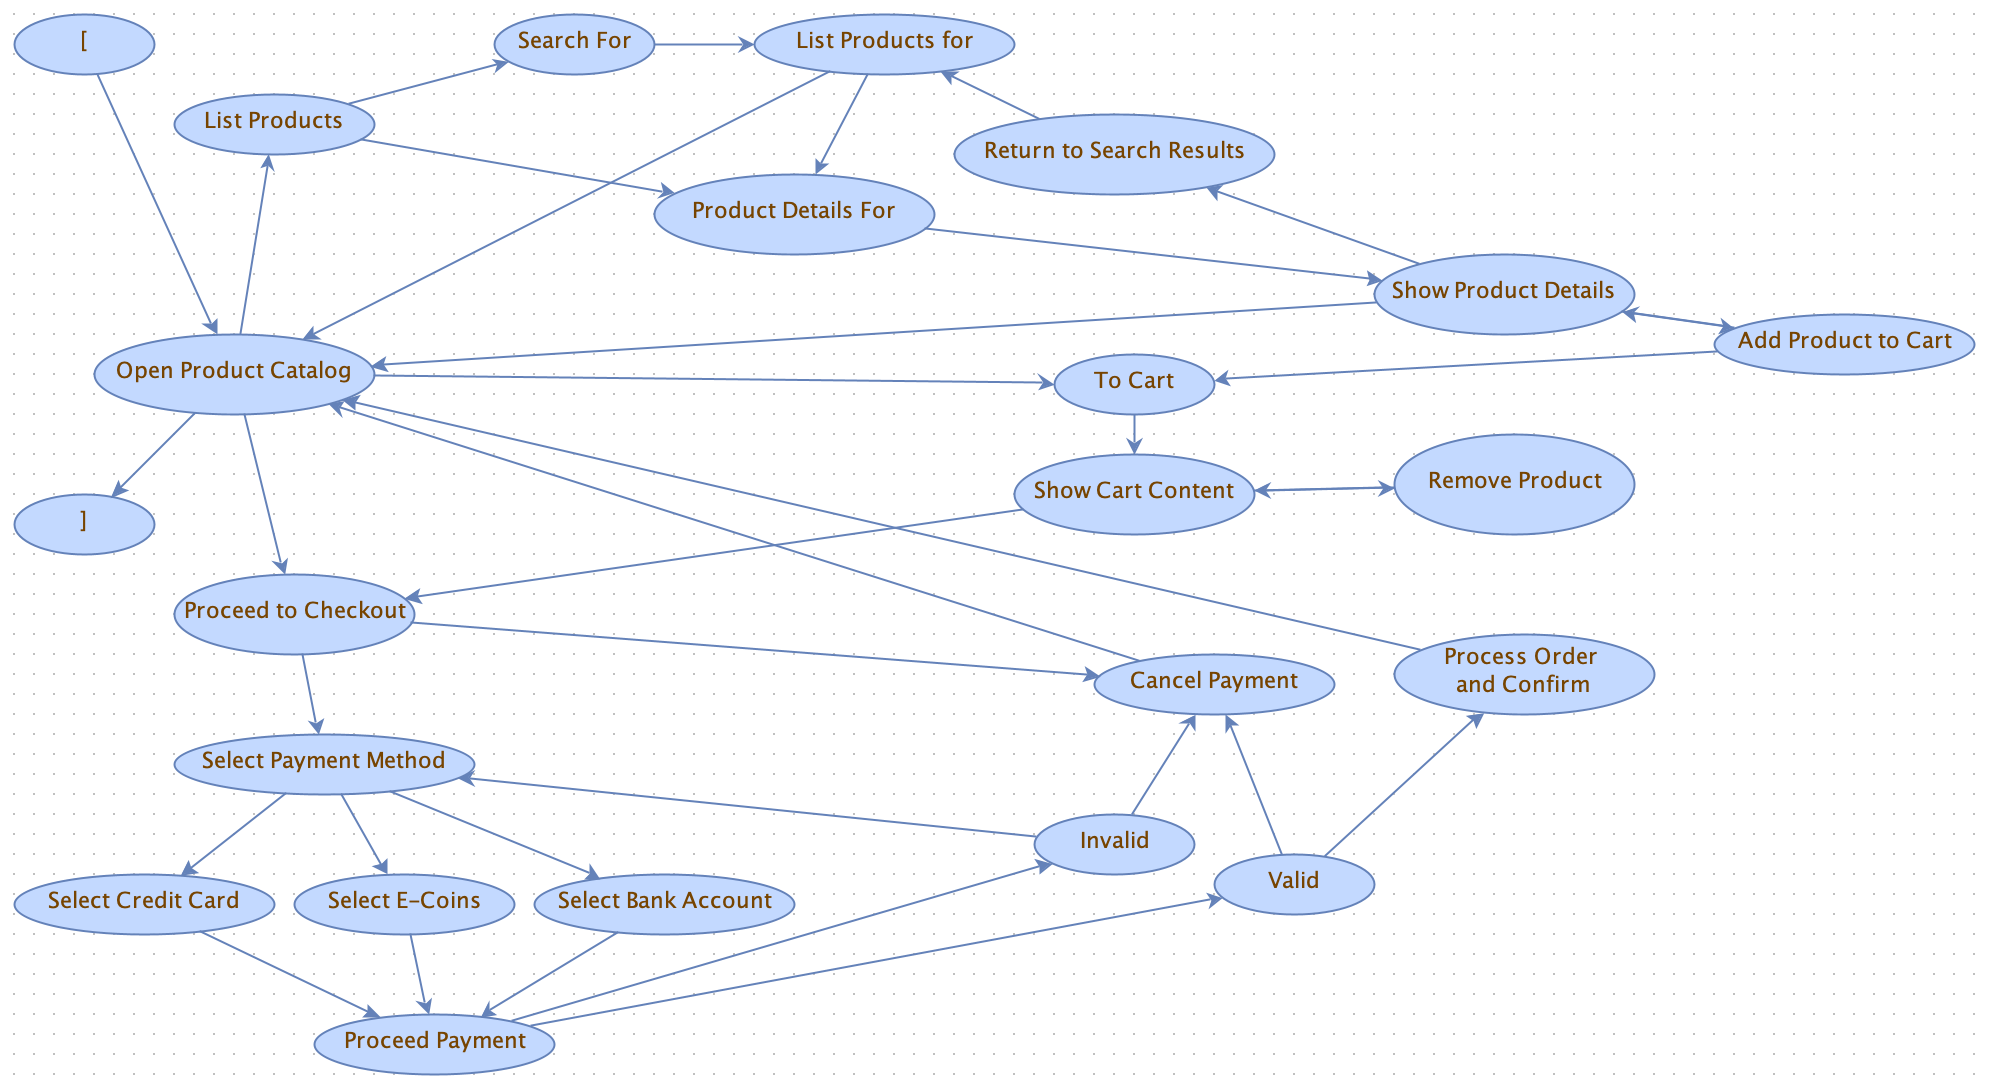 [
Search For
List Products for
List Products
Return to Search Results
Product Details For
Show Product Details
Add Product to Cart
Open Product Catalog
To Cart
Show Cart Content
Remove Product
]
Proceed to Checkout
Cancel Payment
Process Order
and Confirm
Select Payment Method
Invalid
Valid
Select Credit Card
Select E-Coins
Select Bank Account
Proceed Payment